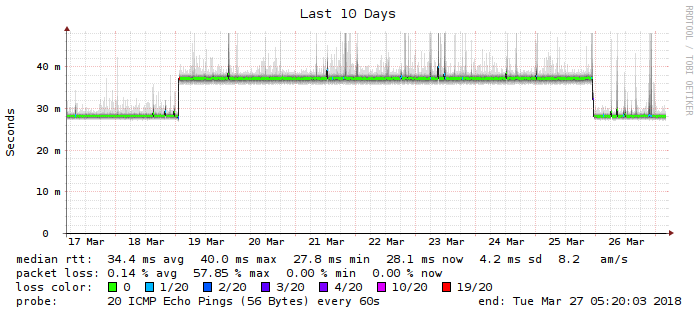 Last 10 Days
RRDTOOL / TOBI OETIKER
Seconds
40 m
30 m
20 m
10 m
0
17 Mar 18 Mar 19 Mar 20 Mar 21 Mar 22 Mar 23 Mar 24 Mar 25 Mar 26 Mar
median rtt: 34.4 ms avg 40.0 ms max 27.8 ms min 28.1 ms now 4.2 ms sd 8.2 am/s
packet loss: 0.14 % avg 57.85 % max 0.00 % min 0.00 % now
loss color: 0 1/20 2/20 3/20 4/20 10/20 19/20
probe: 20 ICMP Echo Pings (56 Bytes) every 60s end: Tue Mar 27 05:20:03 2018